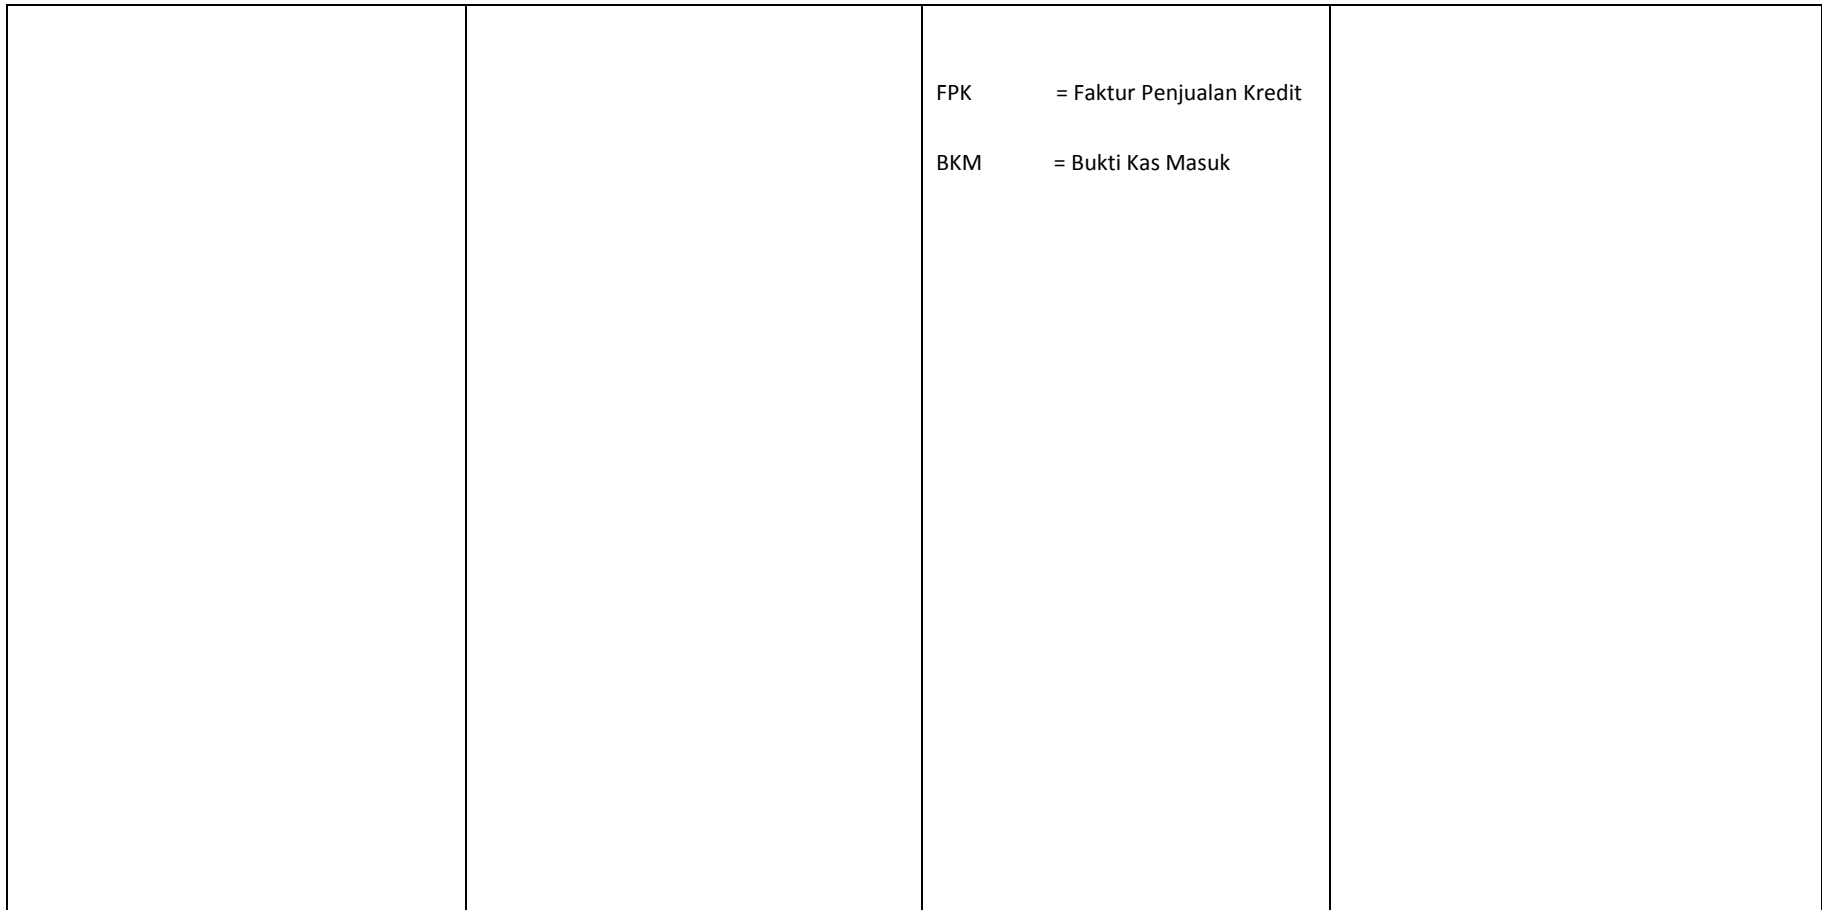 FPK = Faktur Penjualan Kredit
BKM = Bukti Kas Masuk